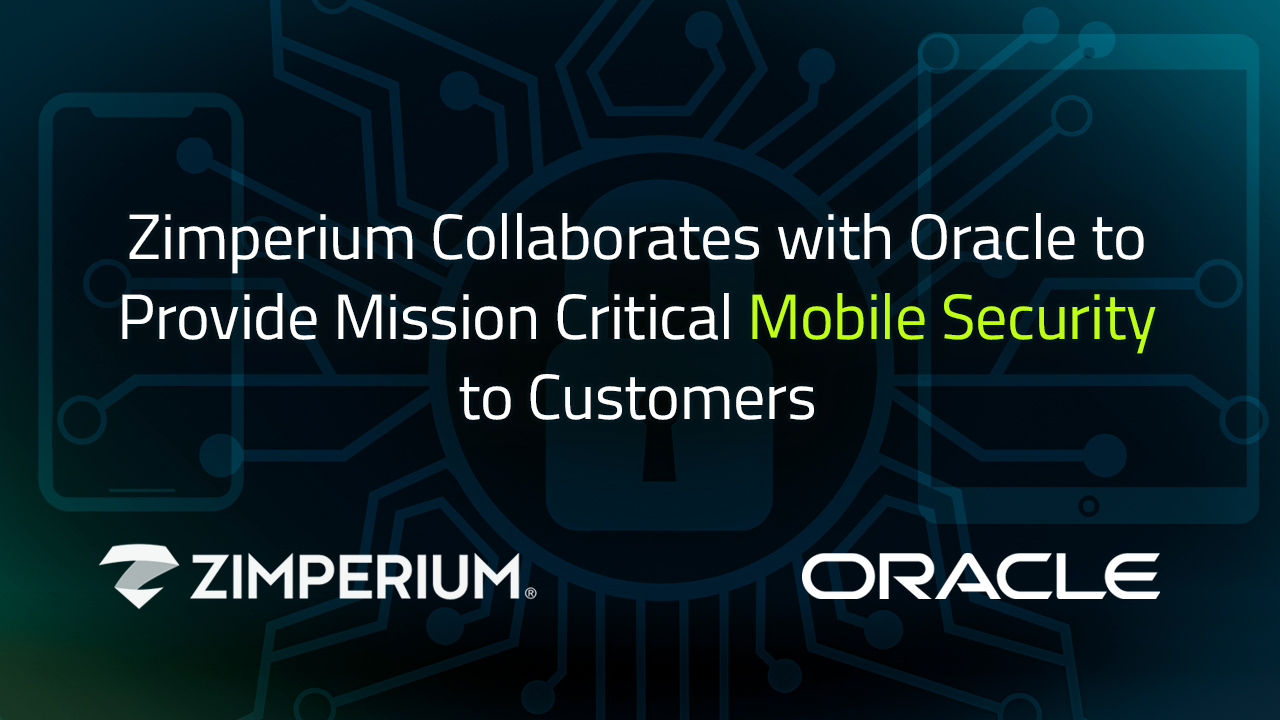 Zimperium Collaborates with Oracle to
Provide Mission Critical Mobile Security
to Customers
ZIMPERIUM®
ORACLE